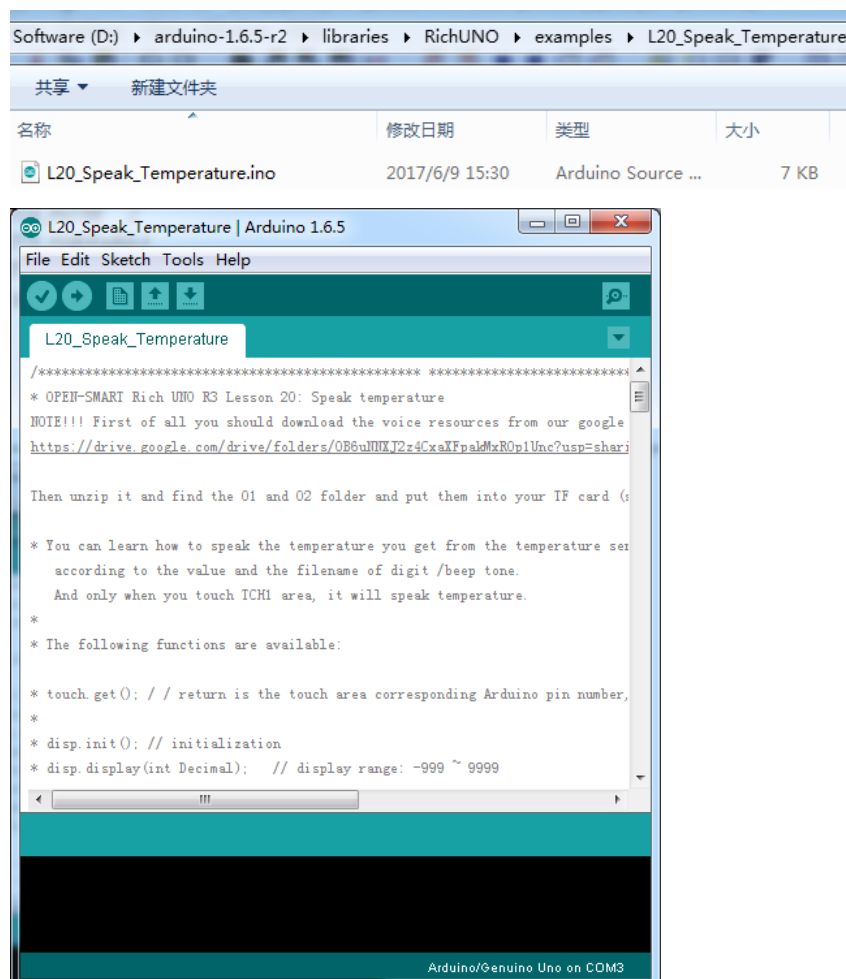 Software (D:) ▸ arduino-1.6.5-r2 ▸ libraries ▸ RichUNO ▸ examples ▸ L20_Speak_Temperature
共享 新建文件夹
名称 修改日期 类型 大小
L20_Speak_Temperature.ino 2017/6/9 15:30 Arduino Source ... 7 KB
L20_Speak_Temperature | Arduino 1.6.5
File Edit Sketch Tools Help
L20_Speak_Temperature
/************************************************ **************************
* OPEN-SMART Rich UNO R3 Lesson 20: Speak temperature
NOTE!!! First of all you should download the voice resources from our google
https://drive.google.com/drive/folders/
Then unzip it and find the 01 and 02 folder and put them into your TF card (s
* You can learn how to speak the temperature you get from the temperature sen
according to the value and the filename of digit /beep tone.
And only when you touch TCH1 area, it will speak temperature.
*
* The following functions are available:
* touch.get(); / / return is the touch area corresponding Arduino pin number,
*
* disp.init(); // initialization
* disp.display(int Decimal); // display range: -999 ~ 9999
Arduino/Genuino Uno on COM3